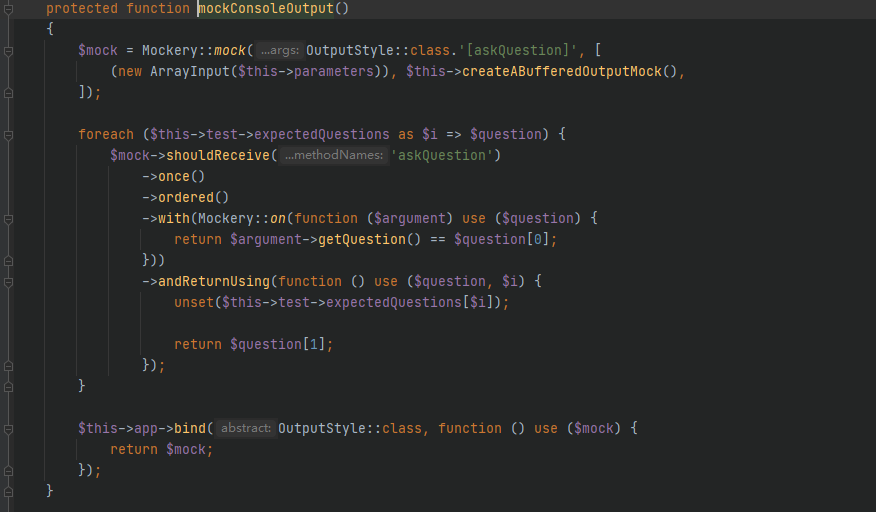 protected function mockConsoleOutput()
{
    $mock = Mockery::mock( ...args: OutputStyle::class.'[askQuestion]', [
        (new ArrayInput($this->parameters)), $this->createABufferedOutputMock(),
    ]);

    foreach ($this->test->expectedQuestions as $i => $question) {
        $mock->shouldReceive( ...methodNames: 'askQuestion')
            ->once()
            ->ordered()
            ->with(Mockery::on(function ($argument) use ($question) {
                return $argument->getQuestion() == $question[0];
            }))
            ->andReturnUsing(function () use ($question, $i) {
                unset($this->test->expectedQuestions[$i]);

                return $question[1];
            });
    }

    $this->app->bind( abstract: OutputStyle::class, function () use ($mock) {
        return $mock;
    });
}